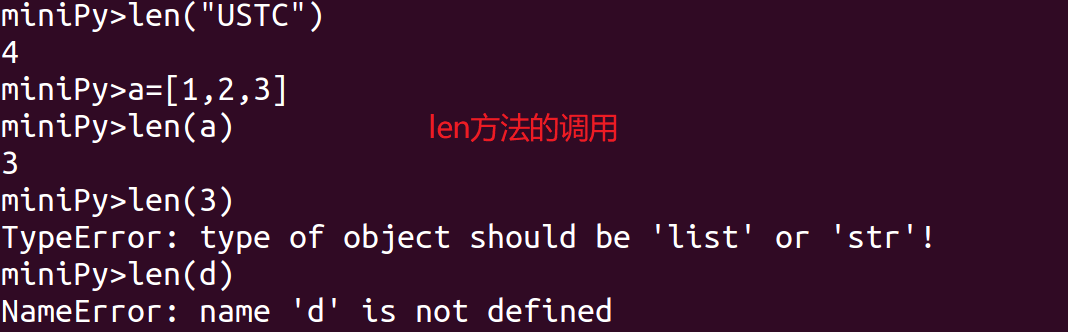 miniPy>len("USTC")
4
miniPy>a=[1,2,3]
miniPy>len(a)
len方法的调用
3
miniPy>len(3)
TypeError: type of object should be 'list' or 'str'!
miniPy>len(d)
NameError: name 'd' is not defined